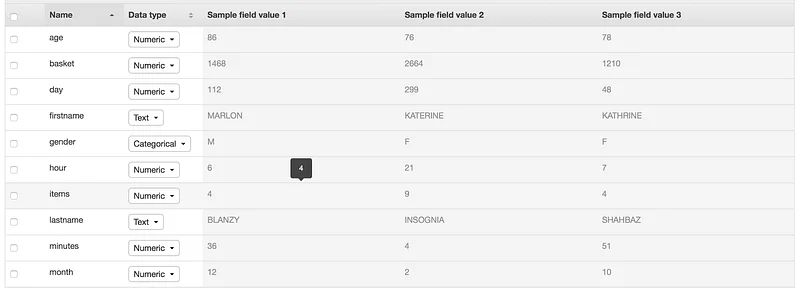 Name Data type Sample field value 1 Sample field value 2 Sample field value 3
age Numeric 86 76 78
basket Numeric 1468 2664 1210
day Numeric 112 299 48
firstname Text MARLON KATERINE KATHRINE
gender Categorical M F F
hour Numeric 6 21 7
4
items Numeric 4 9 4
lastname Text BLANZY INSOGNIA SHAHBAZ
minutes Numeric 36 4 51
month Numeric 12 2 10